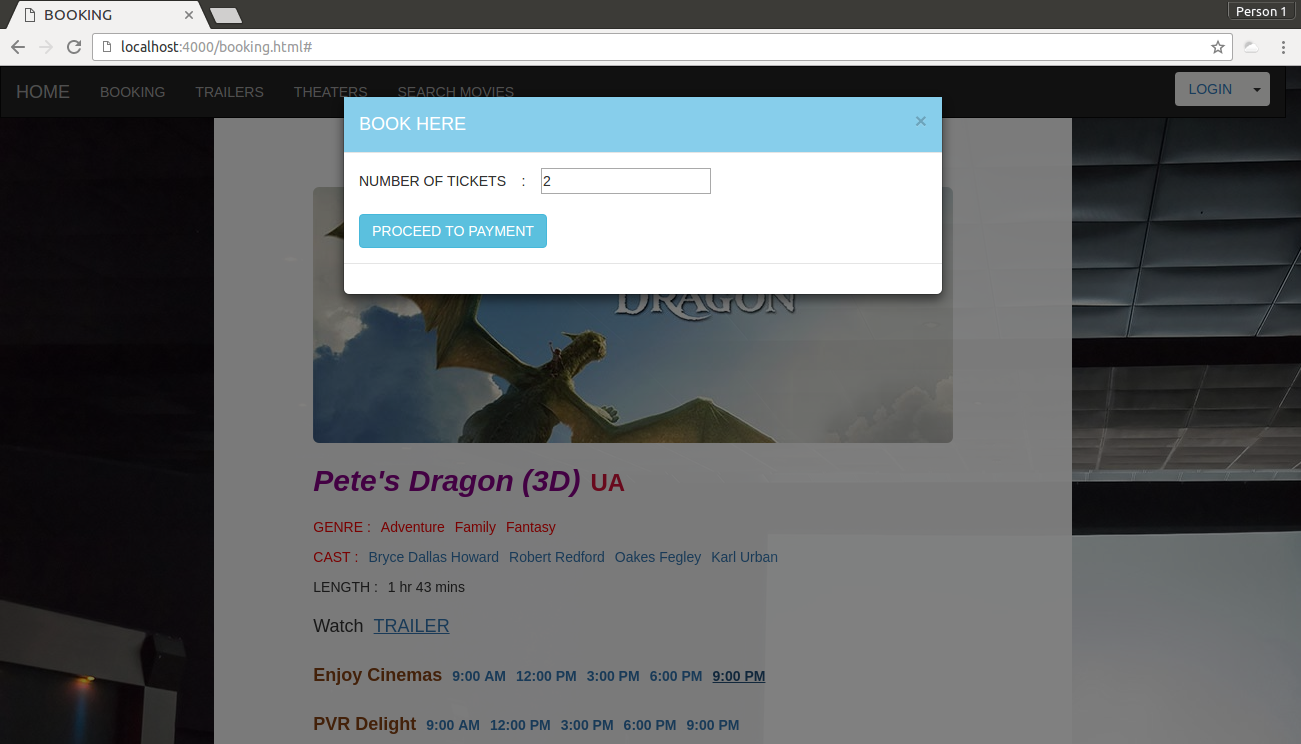 BOOKING
Person 1
localhost:4000/booking.html#
HOME BOOKING TRAILERS THEATERS SEARCH MOVIES LOGIN
BOOK HERE ×
NUMBER OF TICKETS : 2
PROCEED TO PAYMENT
DRAGON
Pete's Dragon (3D) UA
GENRE : Adventure Family Fantasy
CAST : Bryce Dallas Howard Robert Redford Oakes Fegley Karl Urban
LENGTH : 1 hr 43 mins
Watch TRAILER
Enjoy Cinemas 9:00 AM 12:00 PM 3:00 PM 6:00 PM 9:00 PM
PVR Delight 9:00 AM 12:00 PM 3:00 PM 6:00 PM 9:00 PM